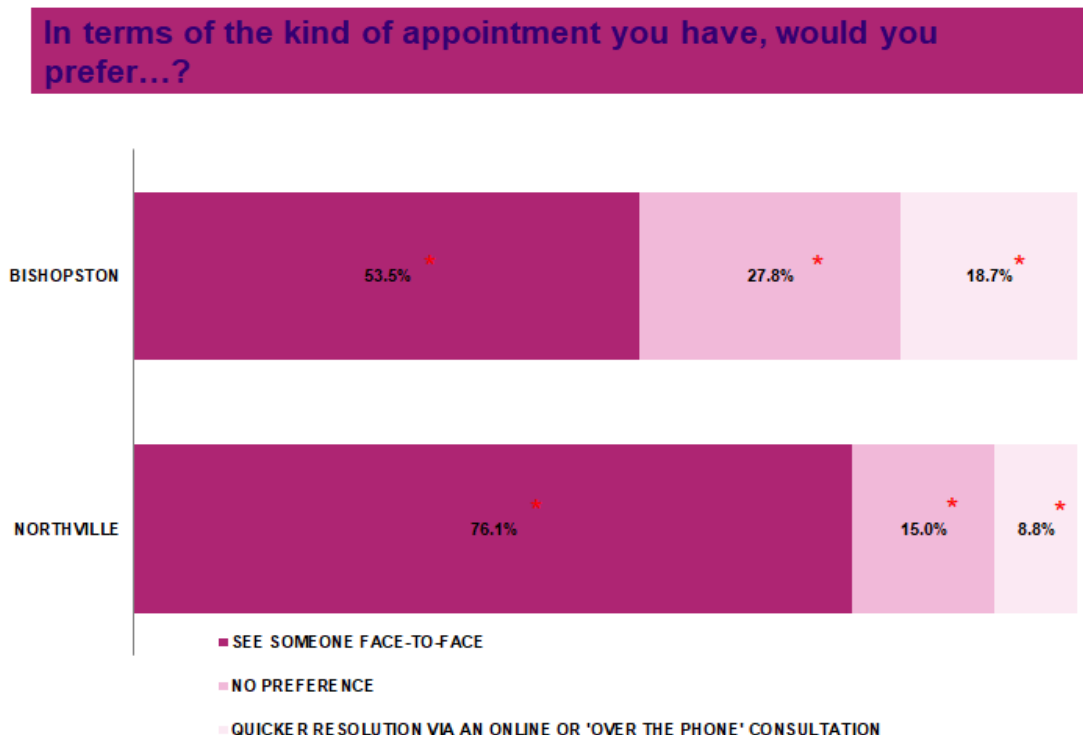 In terms of the kind of appointment you have, would you
prefer...?
BISHOPSTON
53.5% *
27.8% *
18.7% *
NORTHVILLE
76.1% *
15.0% *
8.8% *
SEE SOMEONE FACE-TO-FACE
NO PREFERENCE
QUICKER RESOLUTION VIA AN ONLINE OR 'OVER THE PHONE' CONSULTATION